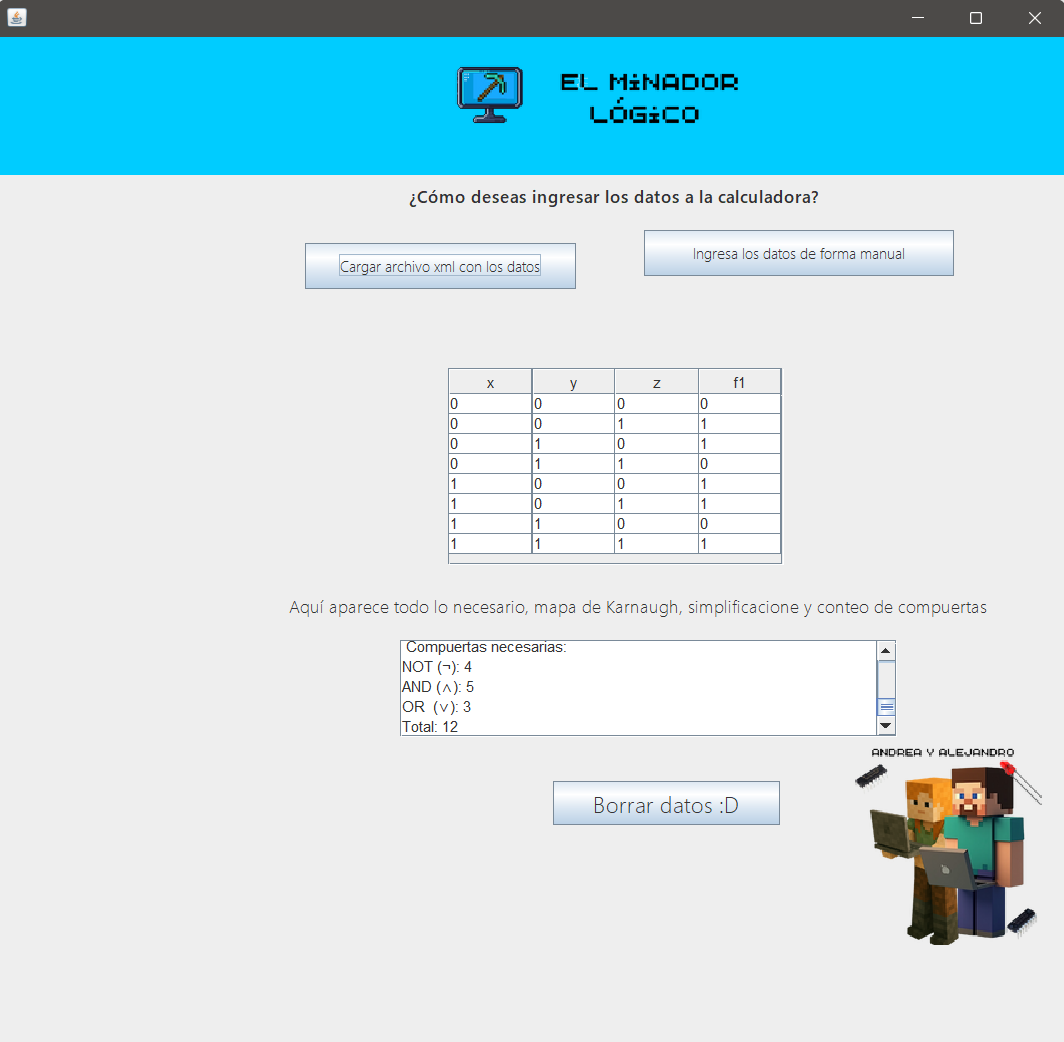 EL MiNADOR
LÓGiCO
¿Cómo deseas ingresar los datos a la calculadora?
Cargar archivo xml con los datos
Ingresa los datos de forma manual
x y z f1
0 0 0 0
0 0 1 1
0 1 0 1
0 1 1 0
1 0 0 1
1 0 1 1
1 1 0 0
1 1 1 1
Aquí aparece todo lo necesario, mapa de Karnaugh, simplificacione y conteo de compuertas
Compuertas necesarias:
NOT (¬): 4
AND (∧): 5
OR (∨): 3
Total: 12
ANDREA Y ALEJANDRO
Borrar datos :D